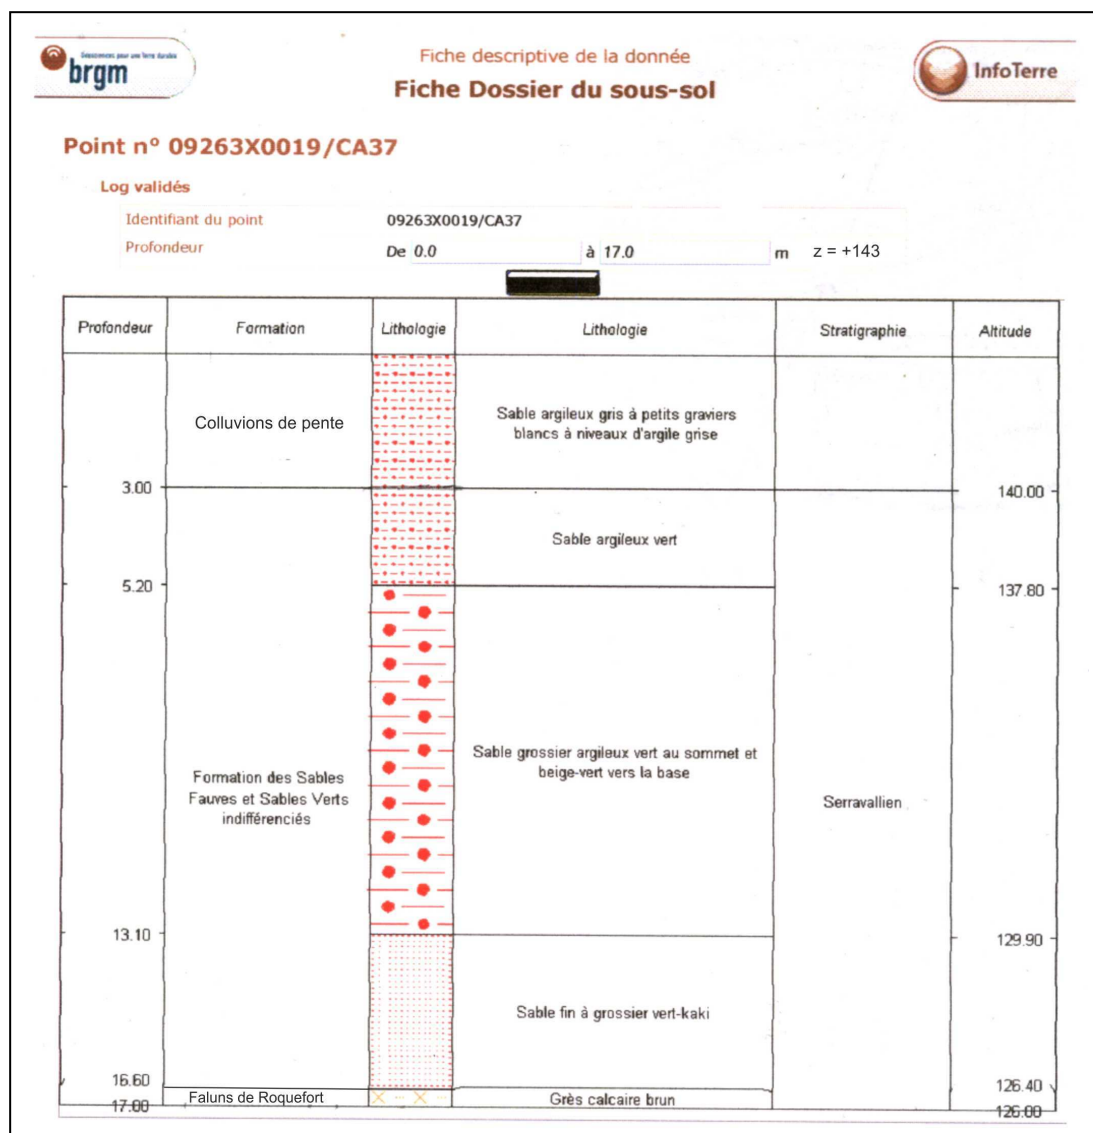 Géosciences pour une Terre durable
brgm
Fiche descriptive de la donnée
Fiche Dossier du sous-sol
InfoTerre
Point n° 09263X0019/CA37
Log validés
Identifiant du point 09263X0019/CA37
Profondeur De 0.0 à 17.0 m z = +143
Profondeur Formation Lithologie Lithologie Stratigraphie Altitude
Colluvions de pente
Sable argileux gris à petits graviers
blancs à niveaux d'argile grise
3.00 140.00
Sable argileux vert
5.20 137.80
Sable grossier argileux vert au sommet et
beige-vert vers la base
Formation des Sables
Fauves et Sables Verts
indifférenciés
Serravallien
13.10 129.90
Sable fin à grossier vert-kaki
16.60 126.40
Faluns de Roquefort Grès calcaire brun
17.00 126.00